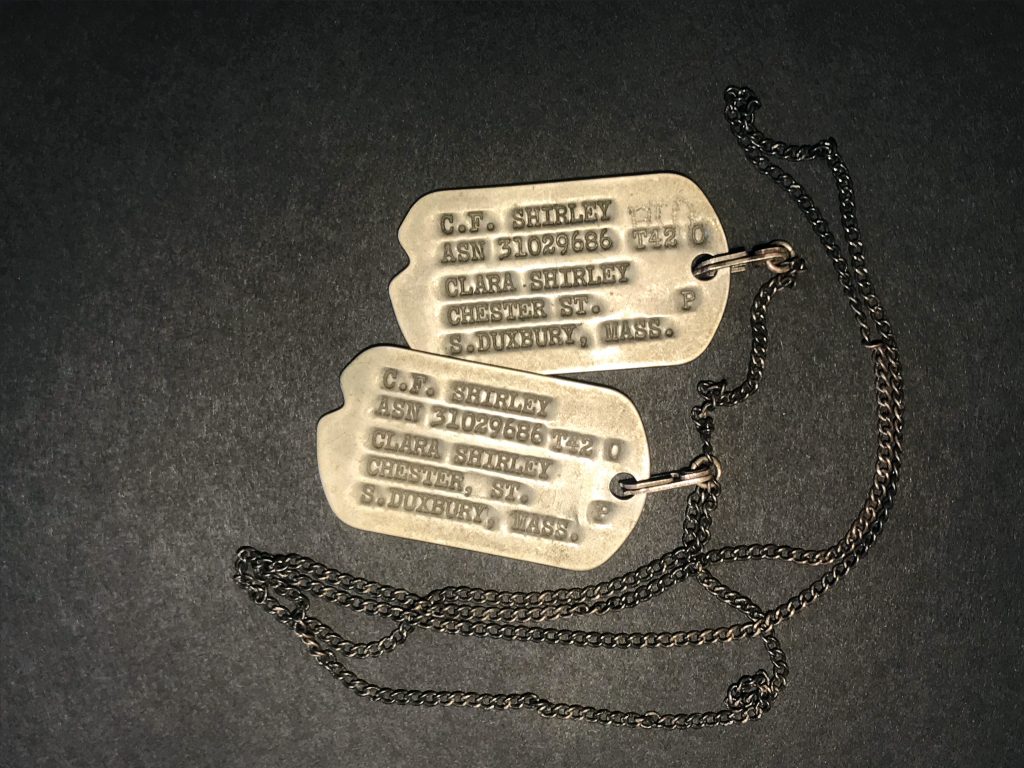 C.F. SHIRLEY
ASN 31029686 T42 O
CLARA SHIRLEY
CHESTER ST. P
S.DUXBURY, MASS.
C.F. SHIRLEY
ASN 31029686 T42 O
CLARA SHIRLEY
CHESTER, ST.
S.DUXBURY, MASS. P